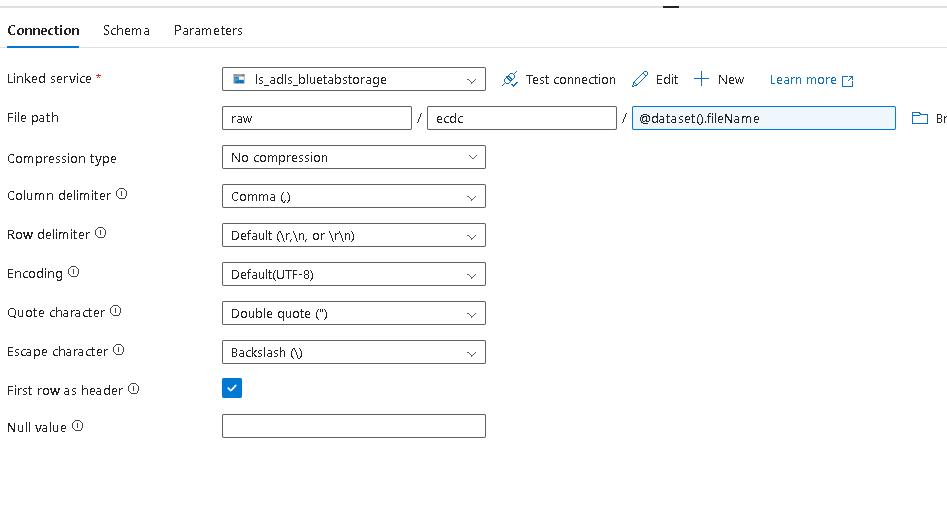 Connection Schema Parameters
Linked service * ls_adls_bluetabstorage Test connection Edit New Learn more
File path raw / ecdc / @dataset().fileName Br
Compression type No compression
Column delimiter Comma (,)
Row delimiter Default (\r,\n, or \r\n)
Encoding Default(UTF-8)
Quote character Double quote (")
Escape character Backslash (\)
First row as header
Null value